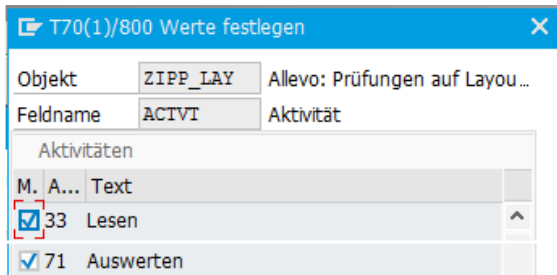 T70(1)/800 Werte festlegen
Objekt ZIPP_LAY Allevo: Prüfungen auf Layou...
Feldname ACTVT Aktivität
Aktivitäten
M. A... Text
33 Lesen
71 Auswerten